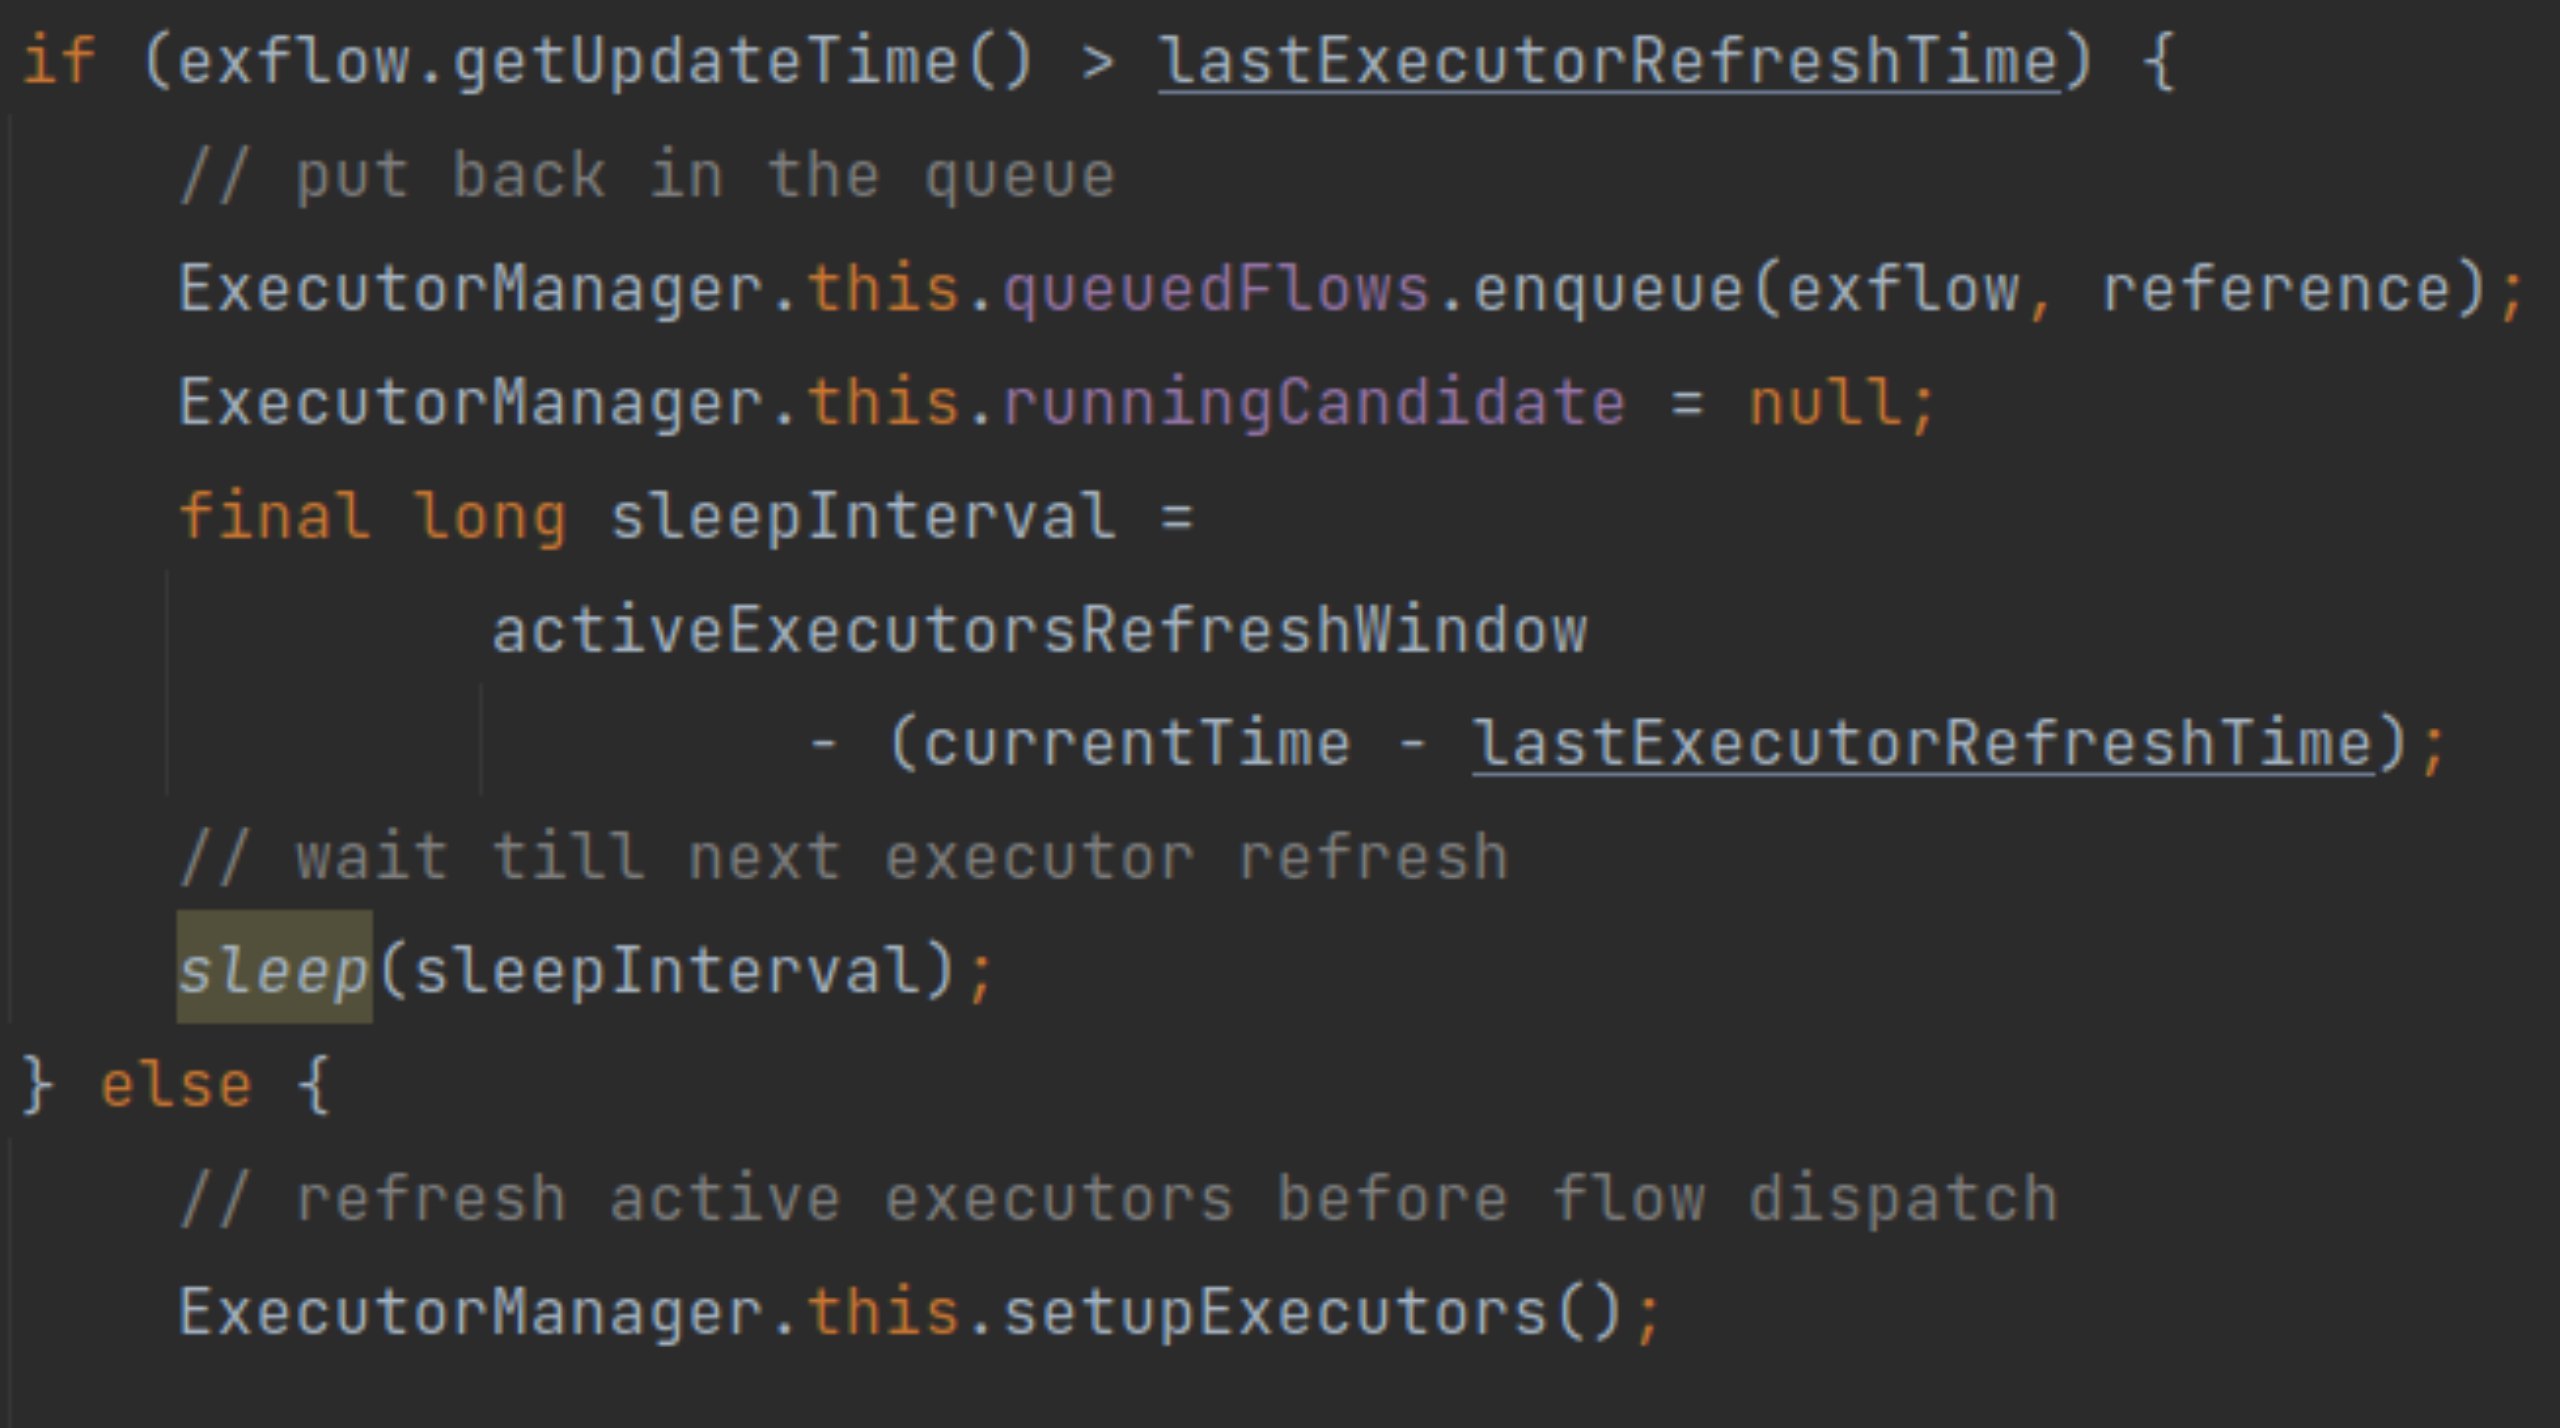 if (exflow.getUpdateTime() > lastExecutorRefreshTime) {
// put back in the queue
ExecutorManager.this.queuedFlows.enqueue(exflow, reference);
ExecutorManager.this.runningCandidate = null;
final long sleepInterval =
activeExecutorsRefreshWindow
- (currentTime - lastExecutorRefreshTime);
// wait till next executor refresh
sleep(sleepInterval);
} else {
// refresh active executors before flow dispatch
ExecutorManager.this.setupExecutors();